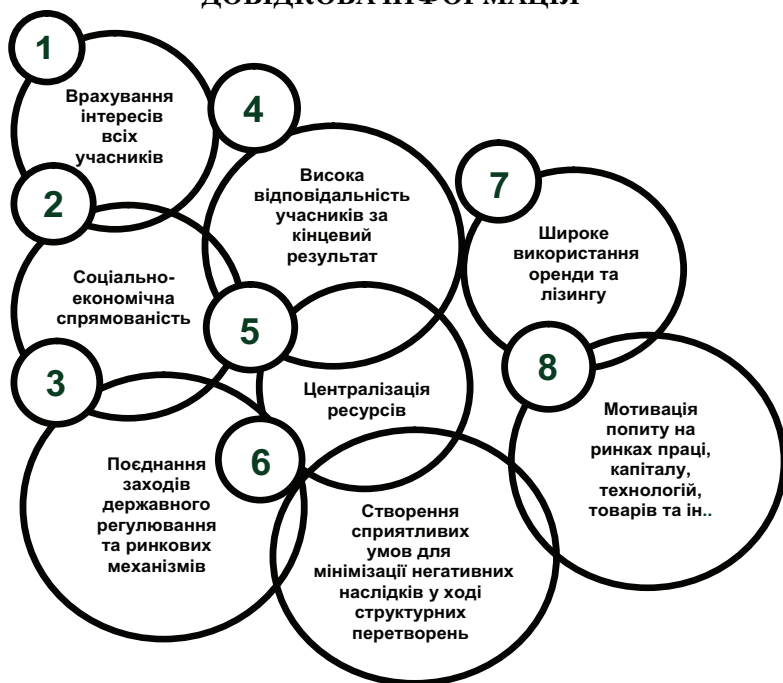 ДОВІДКОВА ІНФОРМАЦІЯ
1
Врахування
інтересів
всіх
учасників
2
Соціально-
економічна
спрямованість
3
Поєднання
заходів
державного
регулювання
та ринкових
механізмів
4
Висока
відповідальність
учасників за
кінцевий
результат
5
Централізація
ресурсів
6
Створення
сприятливих
умов для
мінімізації негативних
наслідків у ході
структурних
перетворень
7
Широке
використання
оренди та
лізингу
8
Мотивація
попиту на
ринках праці,
капіталу,
технологій,
товарів та ін..